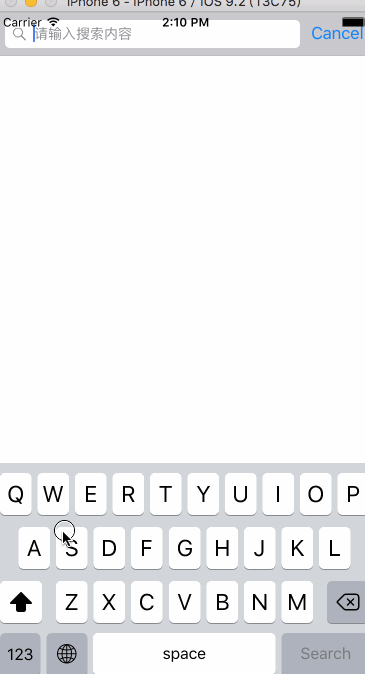 iPhone 6 - iPhone 6 / iOS 9.2 (13C75)
Carrier 2:10 PM
请输入搜索内容 Cancel
Q W E R T Y U I O P
A S D F G H J K L
Z X C V B N M
123 space Search